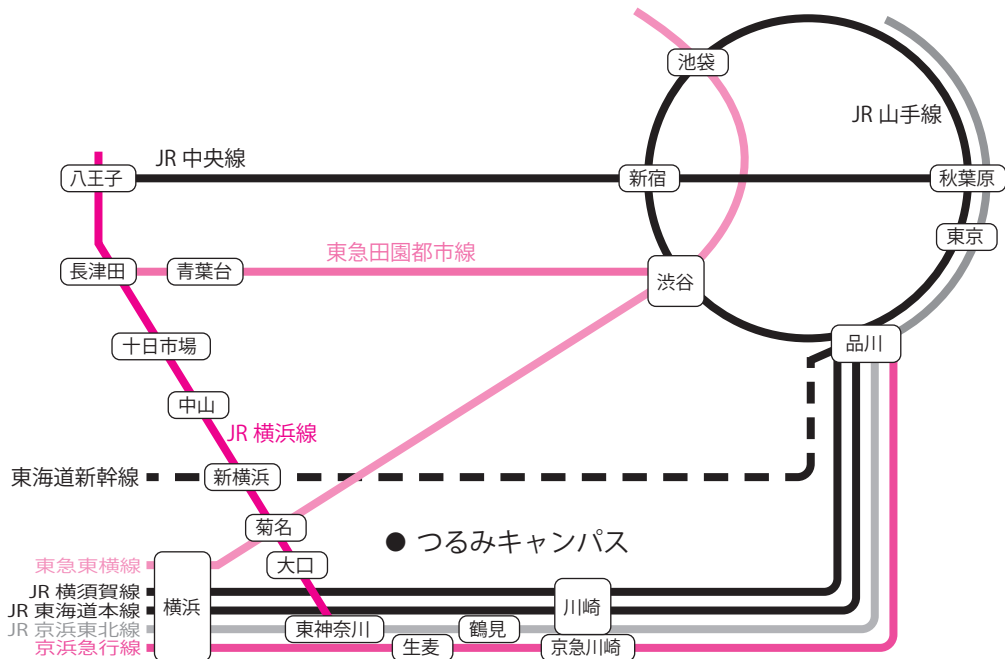 池袋
JR 山手線
JR 中央線
八王子
新宿
秋葉原
東京
東急田園都市線
長津田
青葉台
渋谷
品川
十日市場
中山
JR 横浜線
東海道新幹線
新横浜
菊名
● つるみキャンパス
東急東横線
大口
JR 横須賀線
横浜
川崎
JR 東海道本線
JR 京浜東北線
東神奈川
鶴見
京浜急行線
生麦
京急川崎